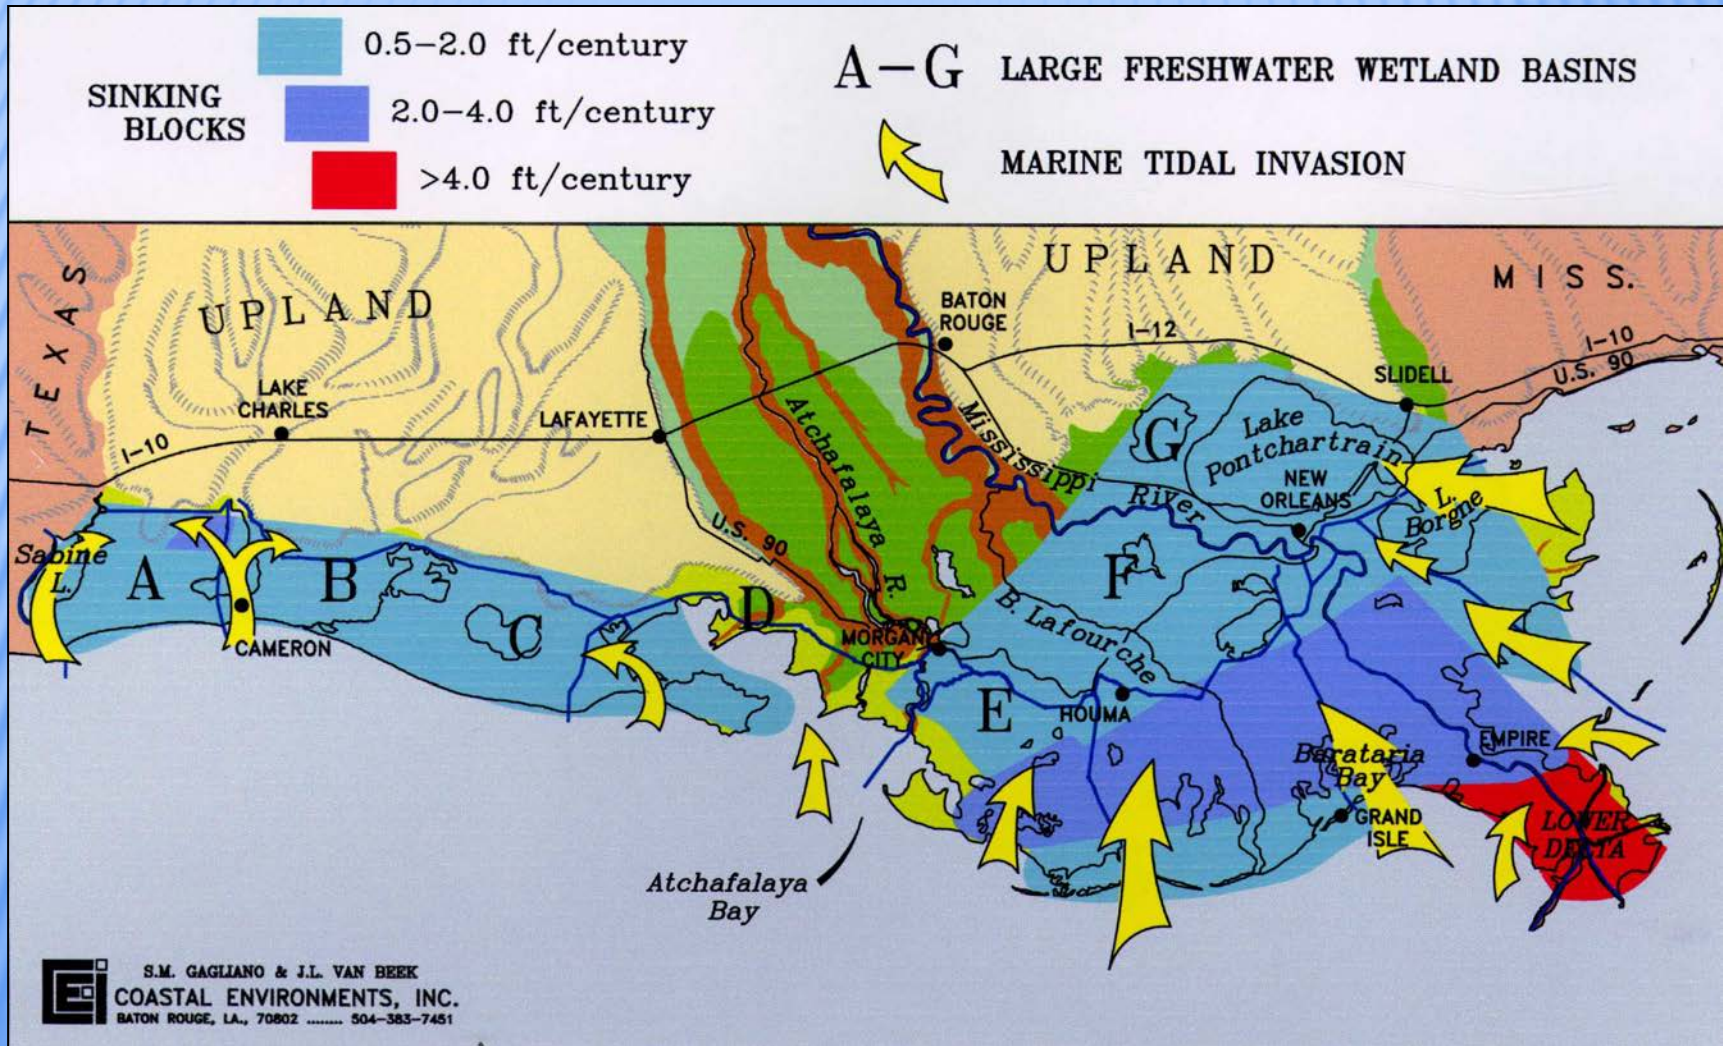 SINKING
BLOCKS
0.5–2.0 ft/century
2.0–4.0 ft/century
>4.0 ft/century
A–G LARGE FRESHWATER WETLAND BASINS
MARINE TIDAL INVASION
TEXAS
UPLAND
UPLAND
MISS.
BATON
ROUGE
I–12
I–10
U.S. 90
SLIDELL
LAKE
CHARLES
LAFAYETTE
I–10
Atchafalaya
R.
Mississippi
River
G
Lake
Pontchartrain
NEW
ORLEANS
L.
Borgne
U.S. 90
Sabine
L.
A
B
C
D
E
F
CAMERON
MORGAN
CITY
B. Lafourche
HOUMA
EMPIRE
Barataria
Bay
GRAND
ISLE
LOWER
DELTA
Atchafalaya
Bay
CEI
S.M. GAGLIANO & J.L. VAN BEEK
COASTAL ENVIRONMENTS, INC.
BATON ROUGE, LA., 70802 ........ 504–383–7451